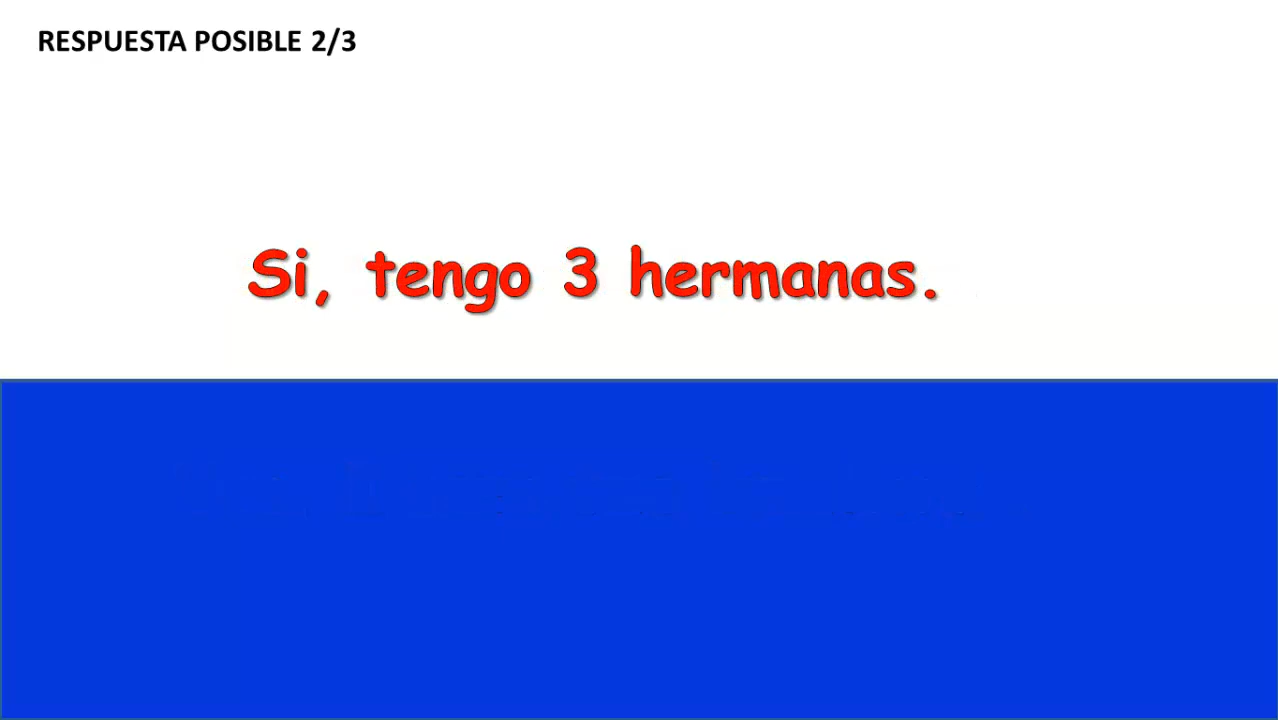 RESPUESTA POSIBLE 2/3
Si, tengo 3 hermanas.